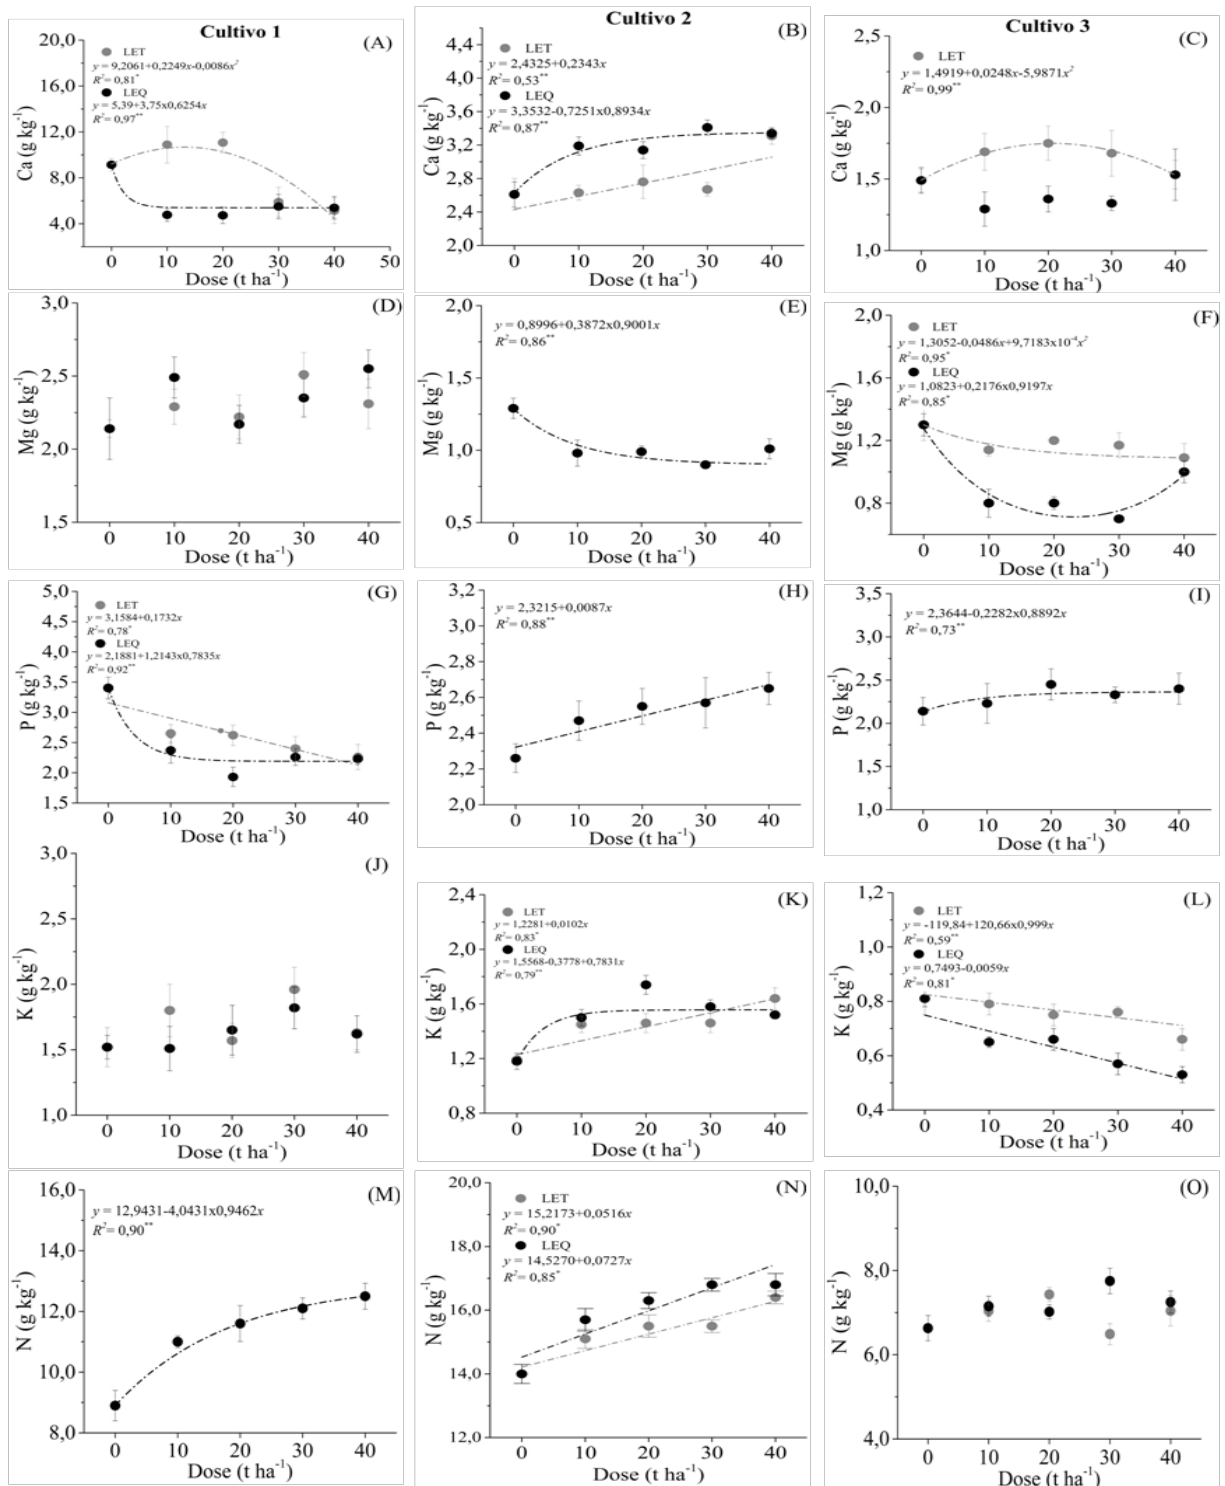 Cultivo 1
20,0
16,0
12,0
8,0
4,0
Ca (g kg⁻¹)
(A)
LET
y = 9,2061+0,2249x-0,0086x²
R²= 0,81*
LEQ
y = 5,39+3,75x0,6254x
R²= 0,97**
0 10 20 30 40 50
Dose (t ha⁻¹)
Cultivo 2
4,4
4,0
3,6
3,2
2,8
2,4
2,0
Ca (g kg⁻¹)
(B)
LET
y = 2,4325+0,2343x
R²= 0,53**
LEQ
y = 3,3532-0,7251x0,8934x
R²= 0,87**
0 10 20 30 40
Dose (t ha⁻¹)
Cultivo 3
2,5
2,0
1,5
1,0
Ca (g kg⁻¹)
(C)
LET
y = 1,4919+0,0248x-5,9871x²
R²= 0,99**
0 10 20 30 40
Dose (t ha⁻¹)
3,0
2,5
2,0
1,5
Mg (g kg⁻¹)
(D)
0 10 20 30 40
Dose (t ha⁻¹)
2,0
1,5
1,0
0,5
Mg (g kg⁻¹)
(E)
y = 0,8996+0,3872x0,9001x
R²= 0,86**
0 10 20 30 40
Dose (t ha⁻¹)
2,0
1,6
1,2
0,8
Mg (g kg⁻¹)
(F)
LET
y = 1,3052-0,0486x+9,7183x10⁻⁴x²
R²= 0,95*
LEQ
y = 1,0823+0,2176x0,9197x
R²= 0,85*
0 10 20 30 40
Dose (t ha⁻¹)
5,0
4,5
4,0
3,5
3,0
2,5
2,0
1,5
P (g kg⁻¹)
(G)
LET
y = 3,1584+0,1732x
R²= 0,78*
LEQ
y = 2,1881+1,2143x0,7835x
R²= 0,92**
0 10 20 30 40
Dose (t ha⁻¹)
3,2
3,0
2,8
2,6
2,4
2,2
2,0
P (g kg⁻¹)
(H)
y = 2,3215+0,0087x
R²= 0,88**
0 10 20 30 40
Dose (t ha⁻¹)
3,5
3,0
2,5
2,0
1,5
1,0
P (g kg⁻¹)
(I)
y = 2,3644-0,2282x0,8892x
R²= 0,73**
0 10 20 30 40
Dose (t ha⁻¹)
3,0
2,5
2,0
1,5
1,0
K (g kg⁻¹)
(J)
0 10 20 30 40
Dose (t ha⁻¹)
2,4
2,0
1,6
1,2
0,8
K (g kg⁻¹)
(K)
LET
y = 1,2281+0,0102x
R²= 0,83*
LEQ
y = 1,5568-0,3778+0,7831x
R²= 0,79**
0 10 20 30 40
Dose (t ha⁻¹)
1,2
1,0
0,8
0,6
0,4
K (g kg⁻¹)
(L)
LET
y = -119,84+120,66x0,999x
R²= 0,59**
LEQ
y = 0,7493-0,0059x
R²= 0,81*
0 10 20 30 40
Dose (t ha⁻¹)
16,0
14,0
12,0
10,0
8,0
N (g kg⁻¹)
(M)
y = 12,9431-4,0431x0,9462x
R²= 0,90**
0 10 20 30 40
Dose (t ha⁻¹)
20,0
18,0
16,0
14,0
12,0
N (g kg⁻¹)
(N)
LET
y = 15,2173+0,0516x
R²= 0,90*
LEQ
y = 14,5270+0,0727x
R²= 0,85*
0 10 20 30 40
Dose (t ha⁻¹)
10,0
8,0
6,0
4,0
N (g kg⁻¹)
(O)
0 10 20 30 40
Dose (t ha⁻¹)